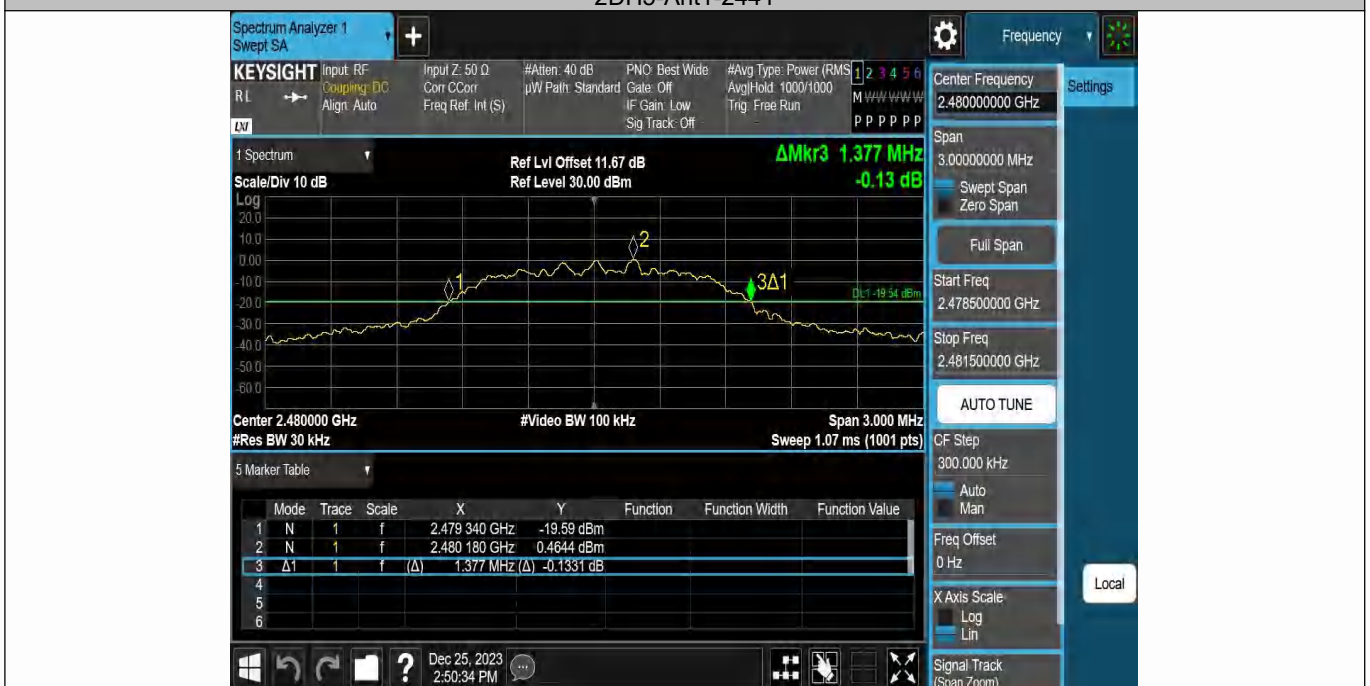 2DH5-Ant1-2441
Spectrum Analyzer 1
Swept SA
+
Frequency
KEYSIGHT
RL
LXI
Input: RF
Coupling: DC
Align: Auto
Input Z: 50 Ω
Corr CCorr
Freq Ref: Int (S)
#Atten: 40 dB
µW Path: Standard
PNO: Best Wide
Gate: Off
IF Gain: Low
Sig Track: Off
#Avg Type: Power (RMS
Avg|Hold: 1000/1000
Trig: Free Run
1 2 3 4 5 6
M W W W W W
P P P P P P
Center Frequency
2.480000000 GHz
Settings
Span
3.00000000 MHz
Swept Span
Zero Span
Full Span
Start Freq
2.478500000 GHz
Stop Freq
2.481500000 GHz
AUTO TUNE
CF Step
300.000 kHz
Auto
Man
Freq Offset
0 Hz
X Axis Scale
Log
Lin
Signal Track
(Span Zoom)
Local
1 Spectrum
Scale/Div 10 dB
Log
Ref Lvl Offset 11.67 dB
Ref Level 30.00 dBm
ΔMkr3 1.377 MHz
-0.13 dB
20.0
10.0
0.00
-10.0
-20.0
-30.0
-40.0
-50.0
-60.0
1
2
3Δ1
DL1 -19.54 dBm
Center 2.480000 GHz
#Video BW 100 kHz
Span 3.000 MHz
#Res BW 30 kHz
Sweep 1.07 ms (1001 pts)
5 Marker Table
Mode Trace Scale X Y Function Function Width Function Value
1 N 1 f 2.479 340 GHz -19.59 dBm
2 N 1 f 2.480 180 GHz 0.4644 dBm
3 Δ1 1 f (Δ) 1.377 MHz (Δ) -0.1331 dB
4
5
6
?
Dec 25, 2023
2:50:34 PM